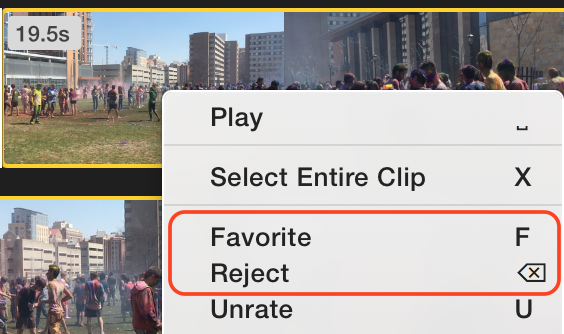 19.5s
Play ␣
Select Entire Clip X
Favorite F
Reject ⌫
Unrate U